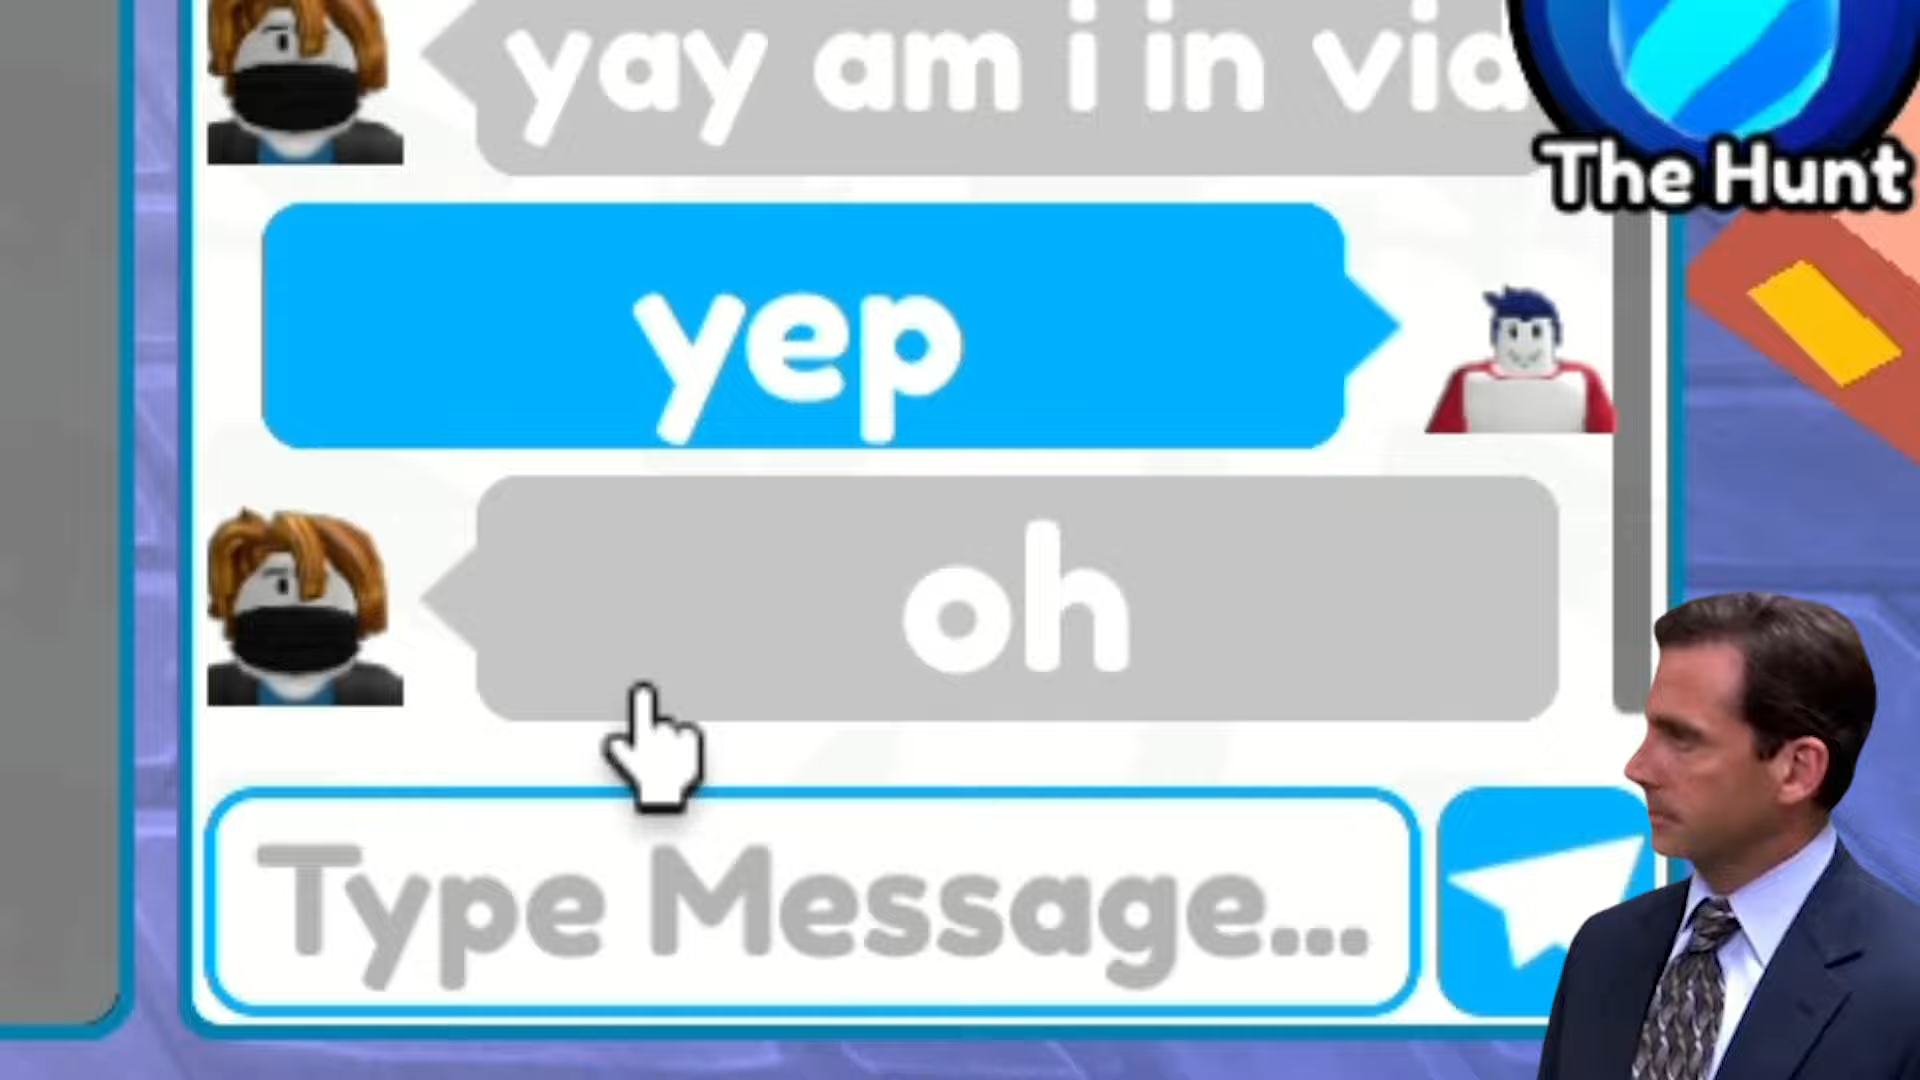 yay am i in vid
The Hunt
yep
oh
Type Message...